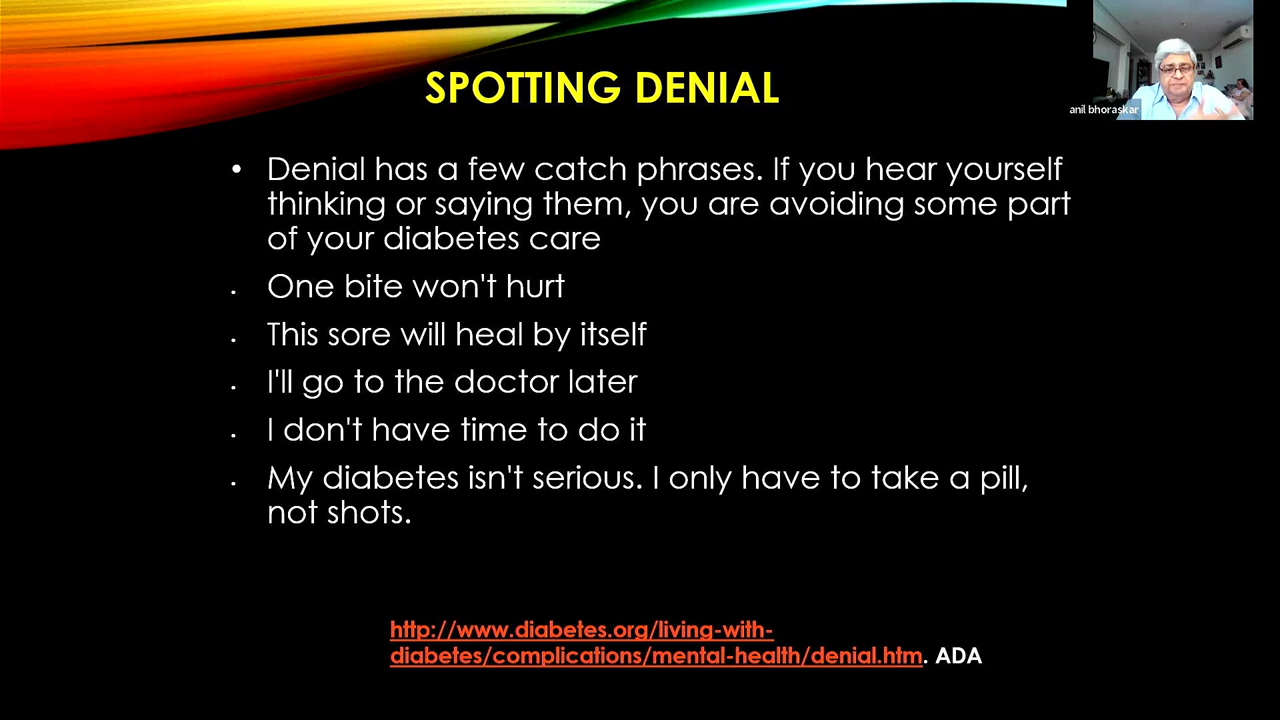 SPOTTING DENIAL
anil bhoraskar
• Denial has a few catch phrases. If you hear yourself
thinking or saying them, you are avoiding some part
of your diabetes care
• One bite won't hurt
• This sore will heal by itself
• I'll go to the doctor later
• I don't have time to do it
• My diabetes isn't serious. I only have to take a pill,
not shots.
http://www.diabetes.org/living-with-
diabetes/complications/mental-health/denial.htm. ADA